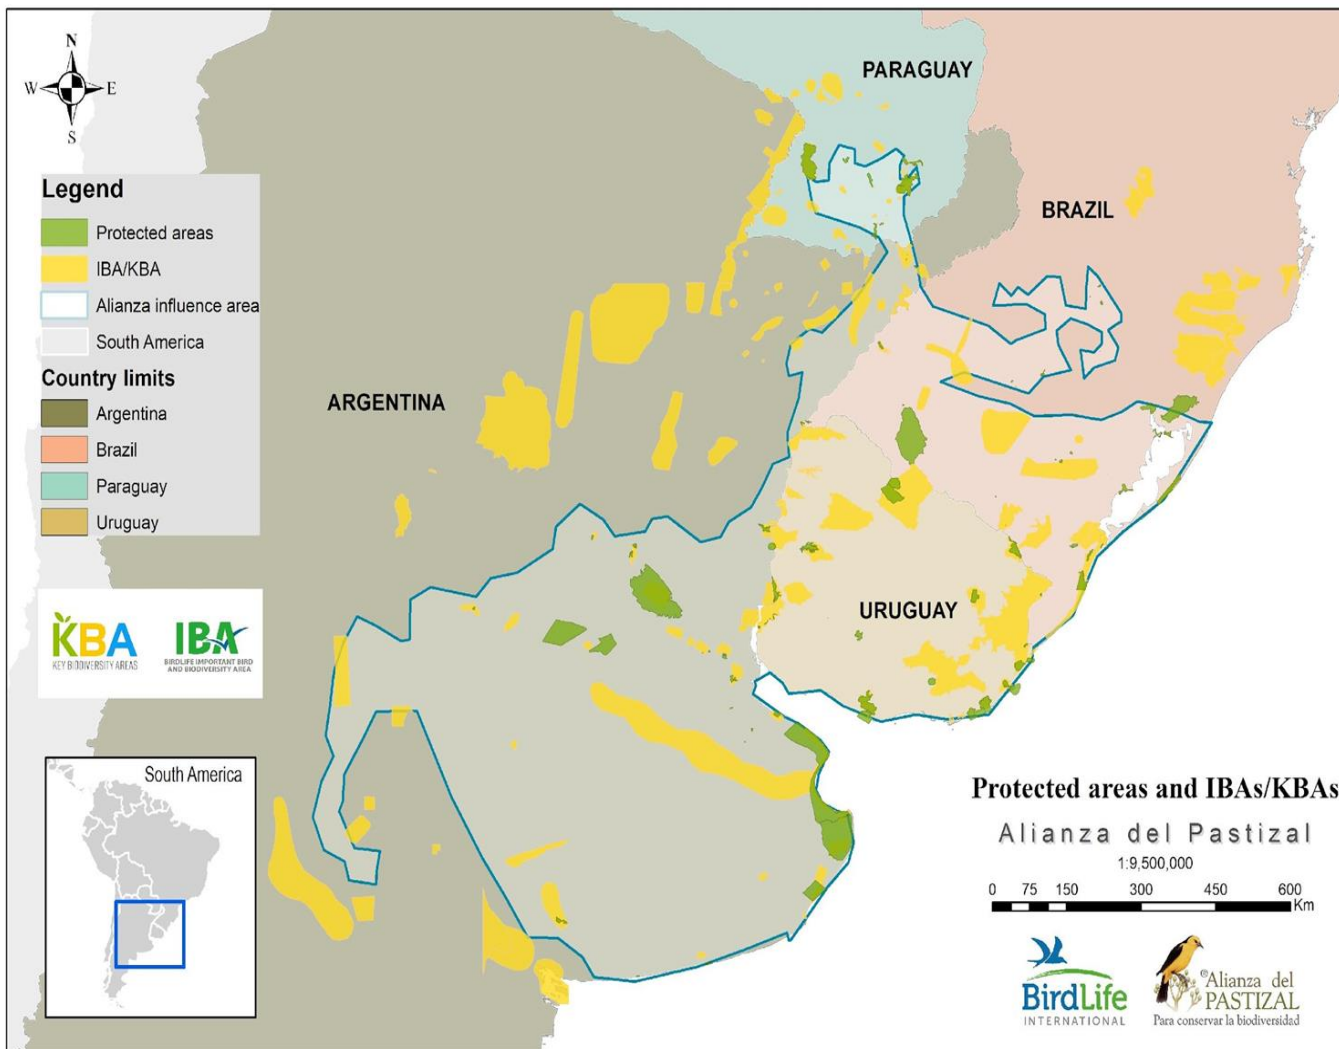 N
W
E
S
PARAGUAY
BRAZIL
ARGENTINA
URUGUAY
Legend
Protected areas
IBA/KBA
Alianza influence area
South America
Country limits
Argentina
Brazil
Paraguay
Uruguay
KBA
KEY BIODIVERSITY AREAS
IBA
BIRDLIFE IMPORTANT BIRD
AND BIODIVERSITY AREA
South America
Protected areas and IBAs/KBAs
Alianza del Pastizal
1:9,500,000
0 75 150 300 450 600
Km
BirdLife
INTERNATIONAL
®Alianza del
PASTIZAL
Para conservar la biodiversidad